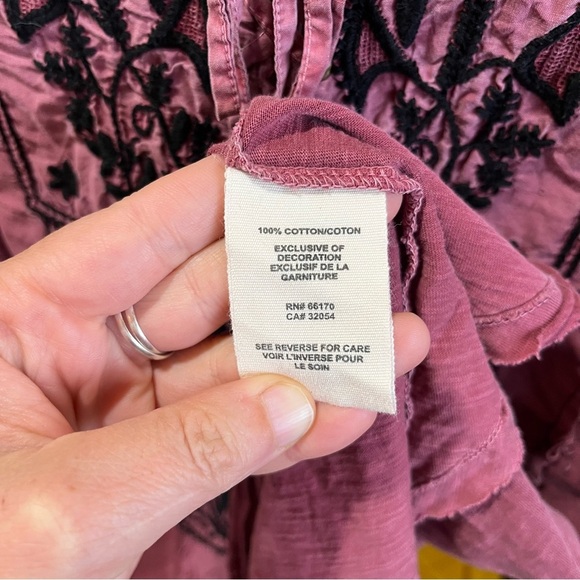 100% COTTON/COTON
EXCLUSIVE OF
DECORATION
EXCLUSIF DE LA
GARNITURE
RN# 66170
CA# 32054
SEE REVERSE FOR CARE
VOIR L'INVERSE POUR
LE SOIN